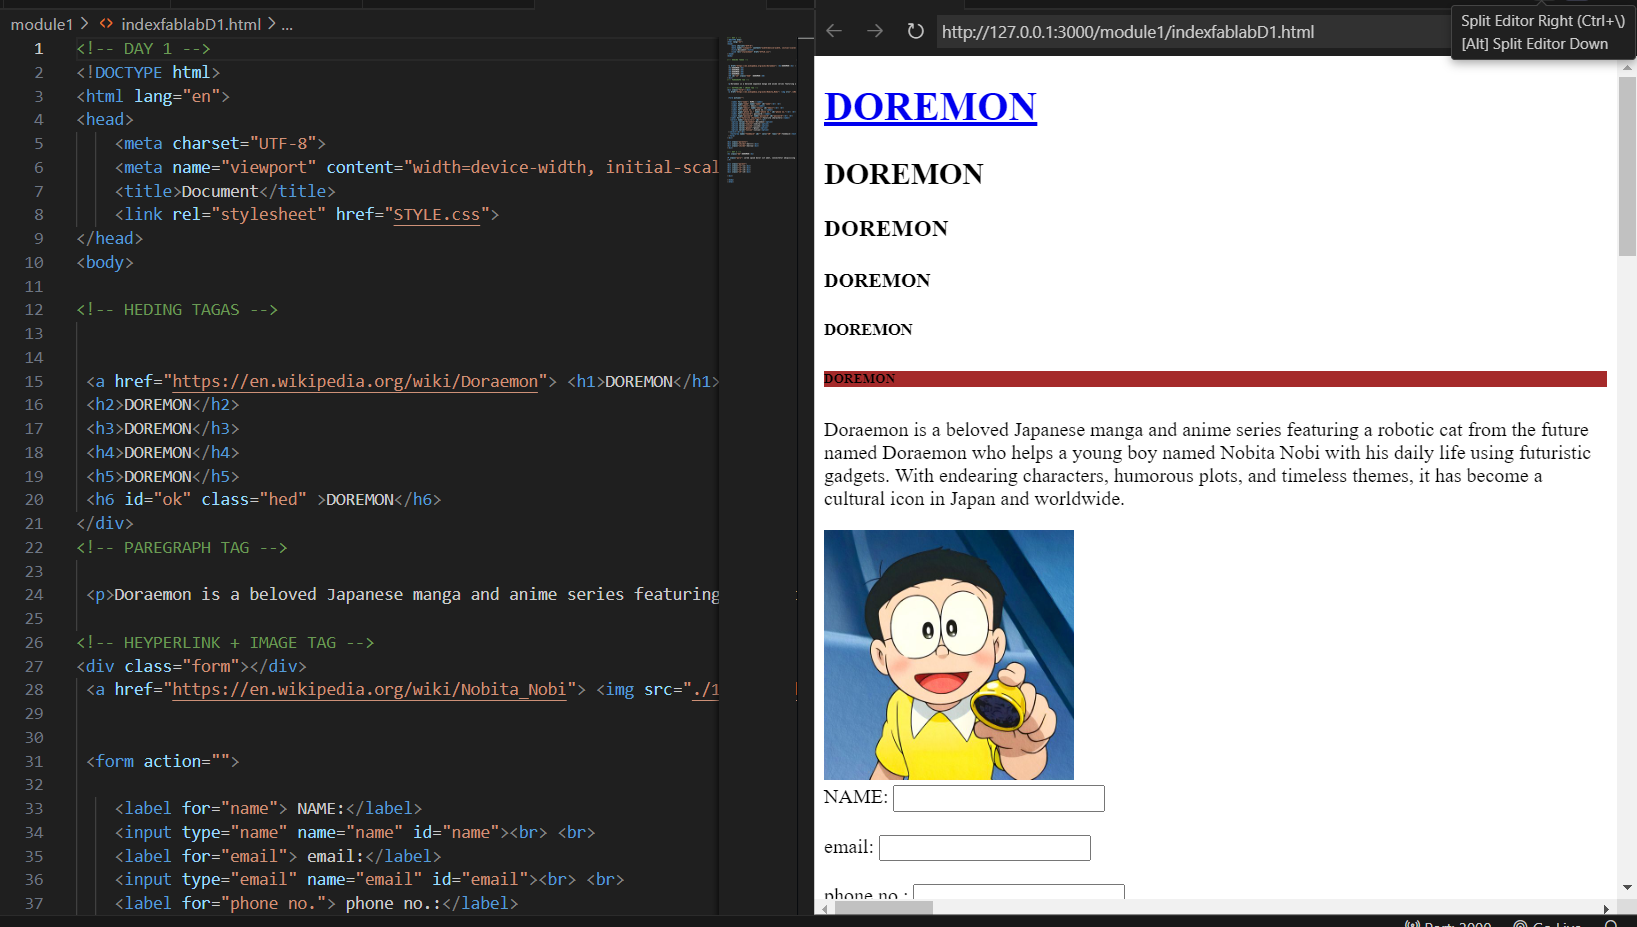 module1 > indexfablabD1.html > ...
1 <!-- DAY 1 -->
2 <!DOCTYPE html>
3 <html lang="en">
4 <head>
5 <meta charset="UTF-8">
6 <meta name="viewport" content="width=device-width, initial-scal
7 <title>Document</title>
8 <link rel="stylesheet" href="STYLE.css">
9 </head>
10 <body>
11
12 <!-- HEDING TAGAS -->
13
14
15 <a href="https://en.wikipedia.org/wiki/Doraemon"> <h1>DOREMON</h1>
16 <h2>DOREMON</h2>
17 <h3>DOREMON</h3>
18 <h4>DOREMON</h4>
19 <h5>DOREMON</h5>
20 <h6 id="ok" class="hed" >DOREMON</h6>
21 </div>
22 <!-- PAREGRAPH TAG -->
23
24 <p>Doraemon is a beloved Japanese manga and anime series featuring
25
26 <!-- HEYPERLINK + IMAGE TAG -->
27 <div class="form"></div>
28 <a href="https://en.wikipedia.org/wiki/Nobita_Nobi"> <img src="./1
29
30
31 <form action="">
32
33 <label for="name"> NAME:</label>
34 <input type="name" name="name" id="name"><br> <br>
35 <label for="email"> email:</label>
36 <input type="email" name="email" id="email"><br> <br>
37 <label for="phone no."> phone no.:</label>
http://127.0.0.1:3000/module1/indexfablabD1.html
Split Editor Right (Ctrl+\)
[Alt] Split Editor Down
DOREMON
DOREMON
DOREMON
DOREMON
DOREMON
DOREMON
Doraemon is a beloved Japanese manga and anime series featuring a robotic cat from the future
named Doraemon who helps a young boy named Nobita Nobi with his daily life using futuristic
gadgets. With endearing characters, humorous plots, and timeless themes, it has become a
cultural icon in Japan and worldwide.
NAME:
email:
phone no.:
Port: 3000 Go Live